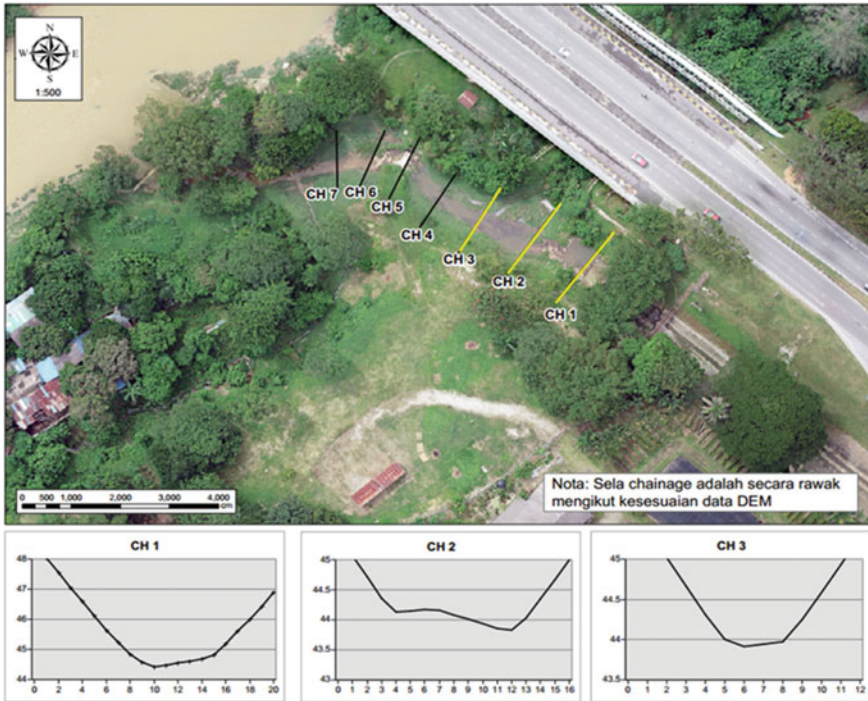 N
W E
S
1:500
CH 7
CH 6
CH 5
CH 4
CH 3
CH 2
CH 1
0 500 1,000 2,000 3,000 4,000
cm
Nota: Sela chainage adalah secara rawak
mengikut kesesuaian data DEM
CH 1
48
47
46
45
44
0 2 4 6 8 10 12 14 16 18 20
CH 2
45
44.5
44
43.5
43
0 1 2 3 4 5 6 7 8 9 10 11 12 13 14 15 16
CH 3
45
44.5
44
43.5
0 1 2 3 4 5 6 7 8 9 10 11 12